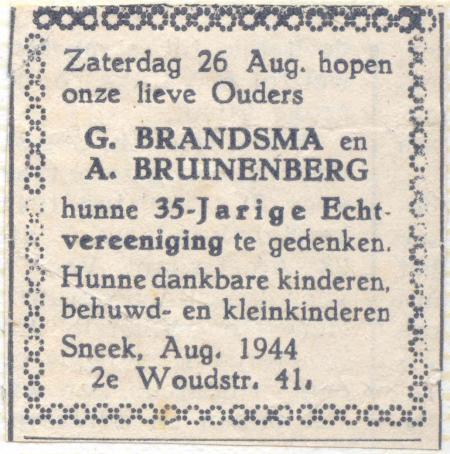 Zaterdag 26 Aug. hopen
onze lieve Ouders
G. BRANDSMA en
A. BRUINENBERG
hunne 35-Jarige Echt-
vereeniging te gedenken.
Hunne dankbare kinderen,
behuwd- en kleinkinderen
Sneek, Aug. 1944
2e Woudstr. 41.